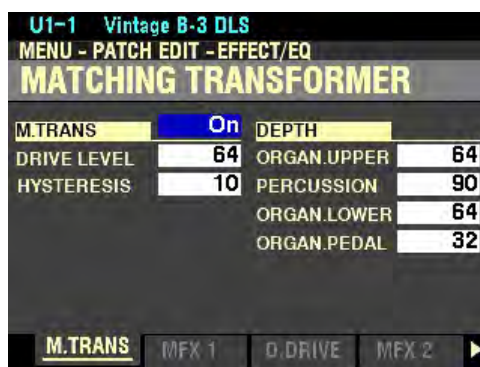 U1-1 Vintage B-3 DLS
MENU - PATCH EDIT - EFFECT/EQ
MATCHING TRANSFORMER
M.TRANS On
DRIVE LEVEL 64
HYSTERESIS 10
DEPTH
ORGAN.UPPER 64
PERCUSSION 90
ORGAN.LOWER 64
ORGAN.PEDAL 32
M.TRANS MFX 1 O.DRIVE MFX 2